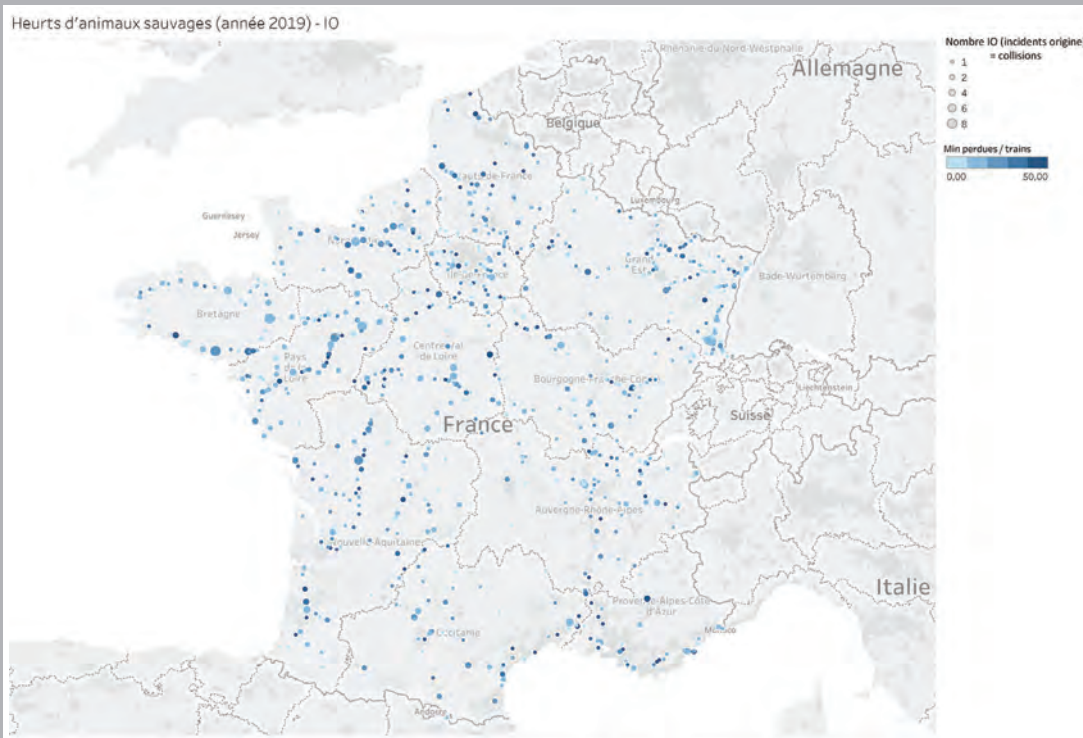 Heurts d'animaux sauvages (année 2019) - IO
Nombre IO (incidents origine)
= collisions
1
2
4
6
8
Min perdues / trains
0,00 50,00
Rhénanie-du-Nord-Westphalie
Allemagne
Belgique
Hauts-de-France
Luxembourg
Guernesey
Jersey
Île-de-France
Grand
Est
Bade-Wurtemberg
Bretagne
Pays
Loire
Centre-Val
de Loire
Bourgogne-Franche-Comté
Liechtenstein
Suisse
France
Auvergne-Rhône-Alpes
Nouvelle-Aquitaine
Italie
Provence-Alpes-Côte
d'Azur
Monaco
Occitanie
Andorre